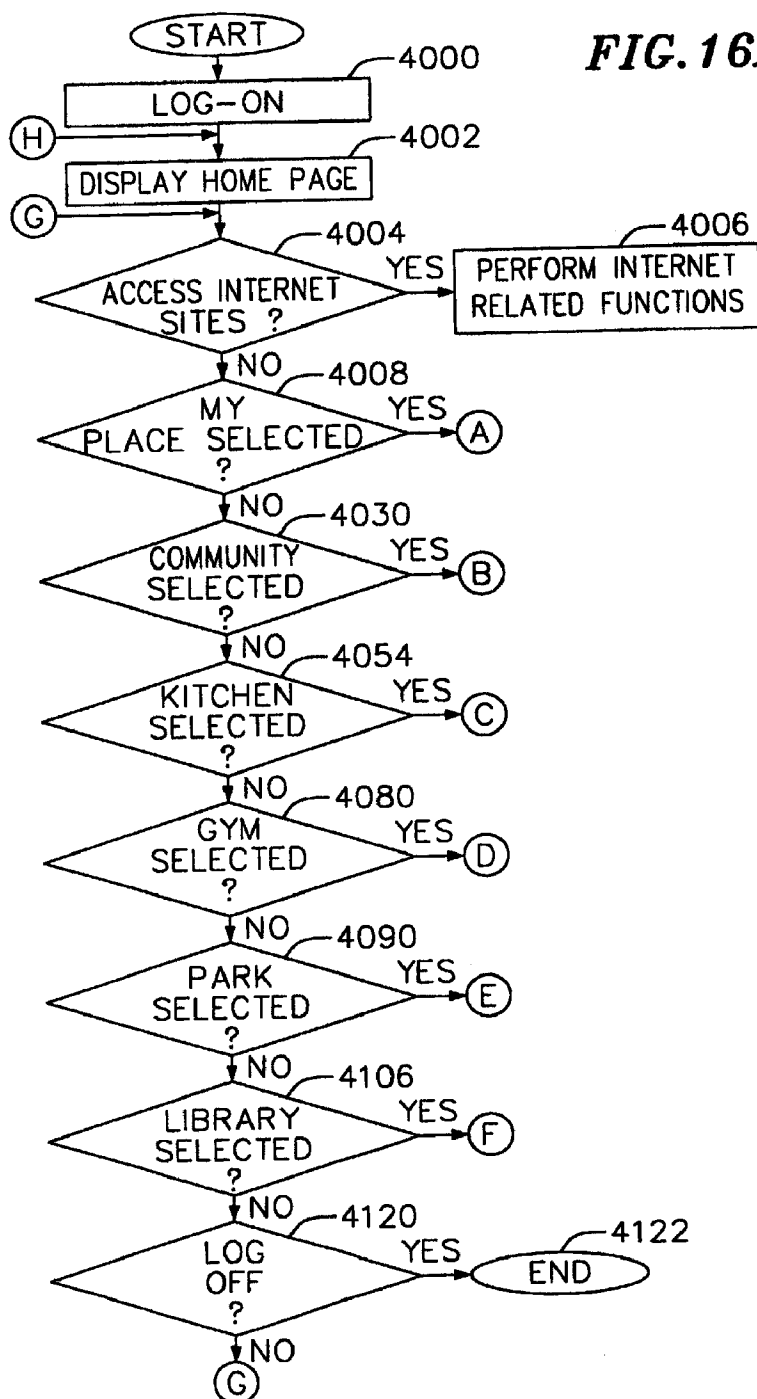 START
FIG. 16
4000
LOG-ON
H
4002
DISPLAY HOME PAGE
G
4004
4006
ACCESS INTERNET
SITES ?
YES
PERFORM INTERNET
RELATED FUNCTIONS
NO
4008
MY
PLACE SELECTED
?
YES
A
NO
4030
COMMUNITY
SELECTED
?
YES
B
NO
4054
KITCHEN
SELECTED
?
YES
C
NO
4080
GYM
SELECTED
?
YES
D
NO
4090
PARK
SELECTED
?
YES
E
NO
4106
LIBRARY
SELECTED
?
YES
F
NO
4120
LOG
OFF
?
YES
4122
END
NO
G